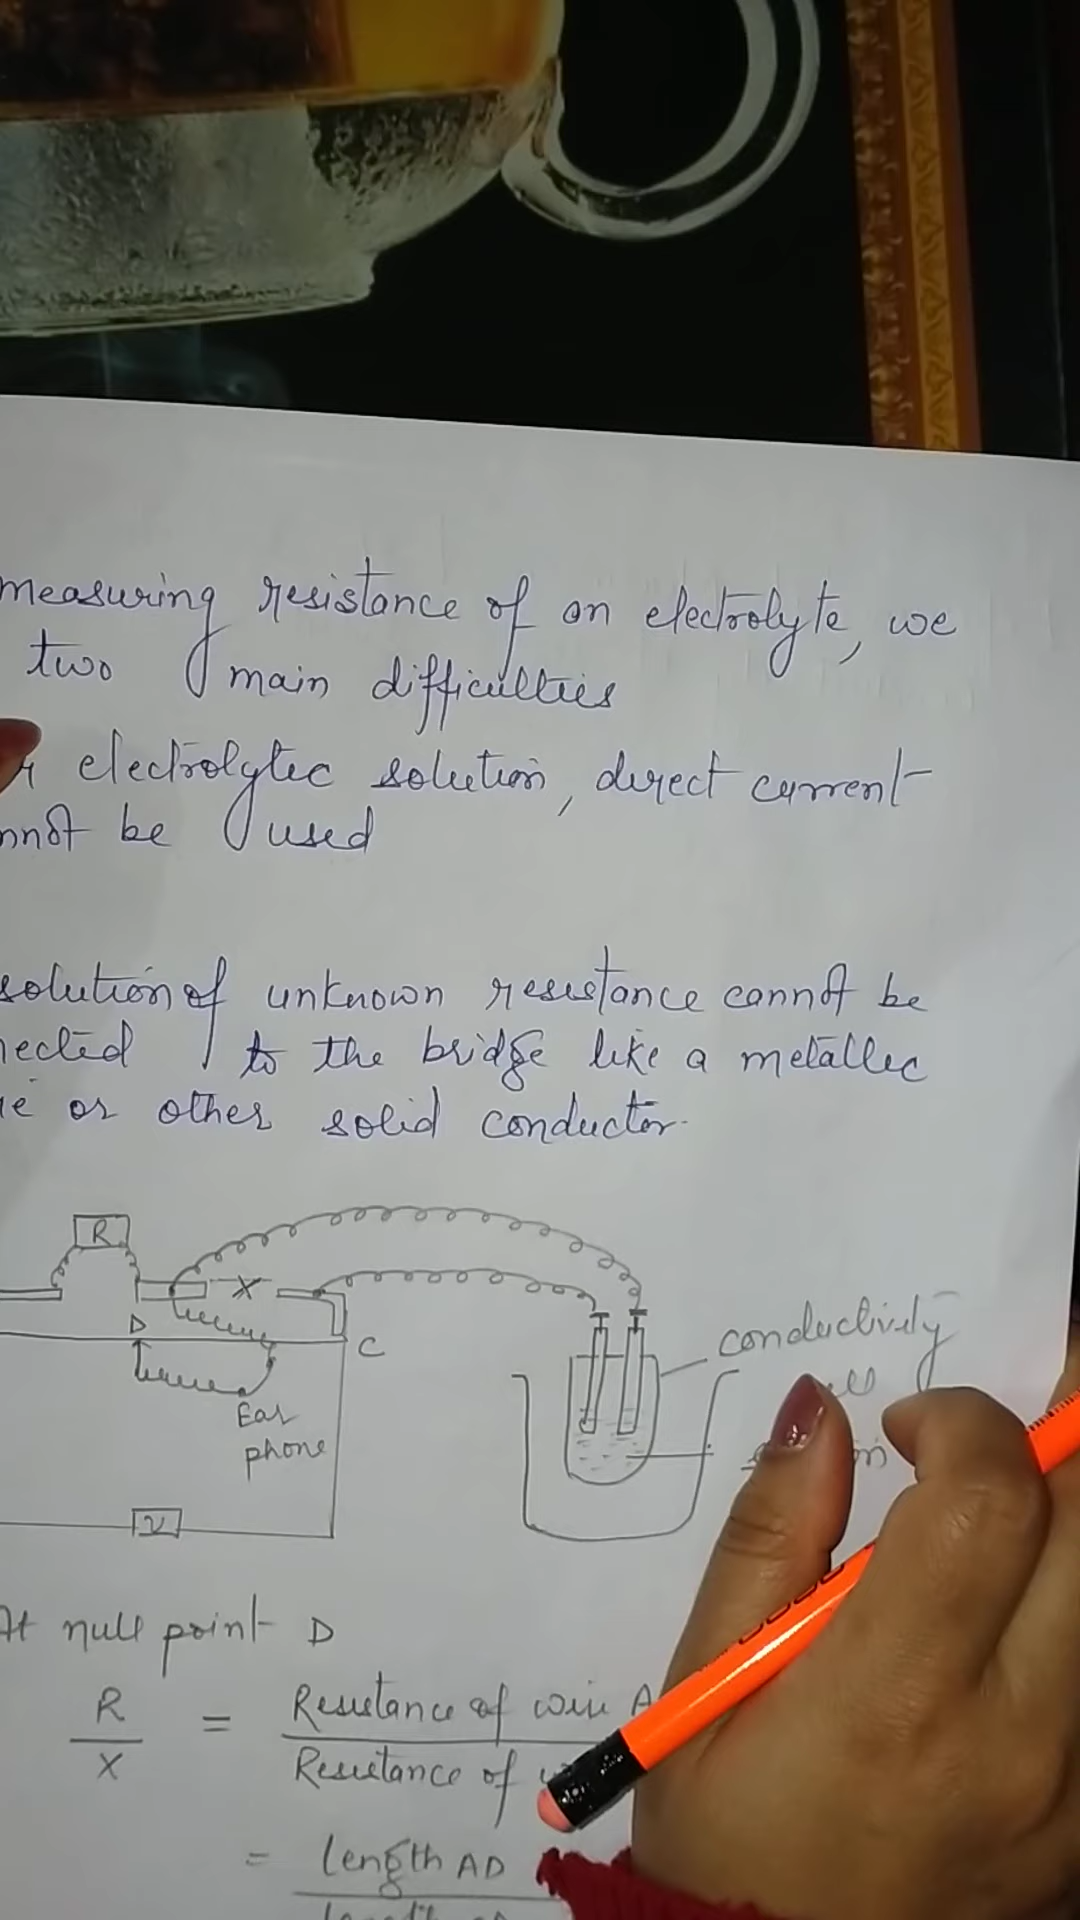 measuring resistance of an electrolyte, we
two main difficulties
electrolytic solution, direct current
be used
solution of unknown resistance cannot be
to the bridge like a metallic
or other solid conductor.
R
X
D
C
conductivity
Ear
phone
At null point D
R = Resistance of wire A
X Resistance of
= length AD